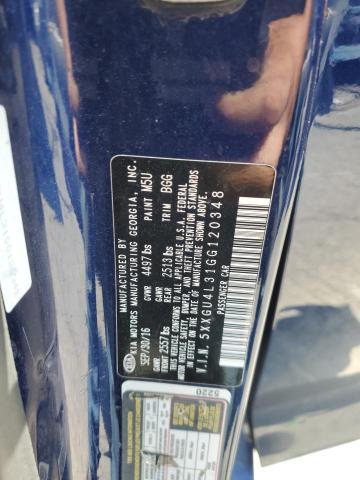 MANUFACTURED BY
KIA MOTORS MANUFACTURING GEORGIA, INC.
SEP/30/16 GVWR 4497 lbs PAINT M5U
GAWR FRONT 2557 lbs GAWR REAR 2513 lbs TRIM BGG
THIS VEHICLE CONFORMS TO ALL APPLICABLE U.S.A. FEDERAL
MOTOR VEHICLE SAFETY, BUMPER, AND THEFT PREVENTION STANDARDS
IN EFFECT ON THE DATE OF MANUFACTURE SHOWN ABOVE.
V.I.N. 5XXGU4L31GG120348
PASSENGER CAR
KIA
5220